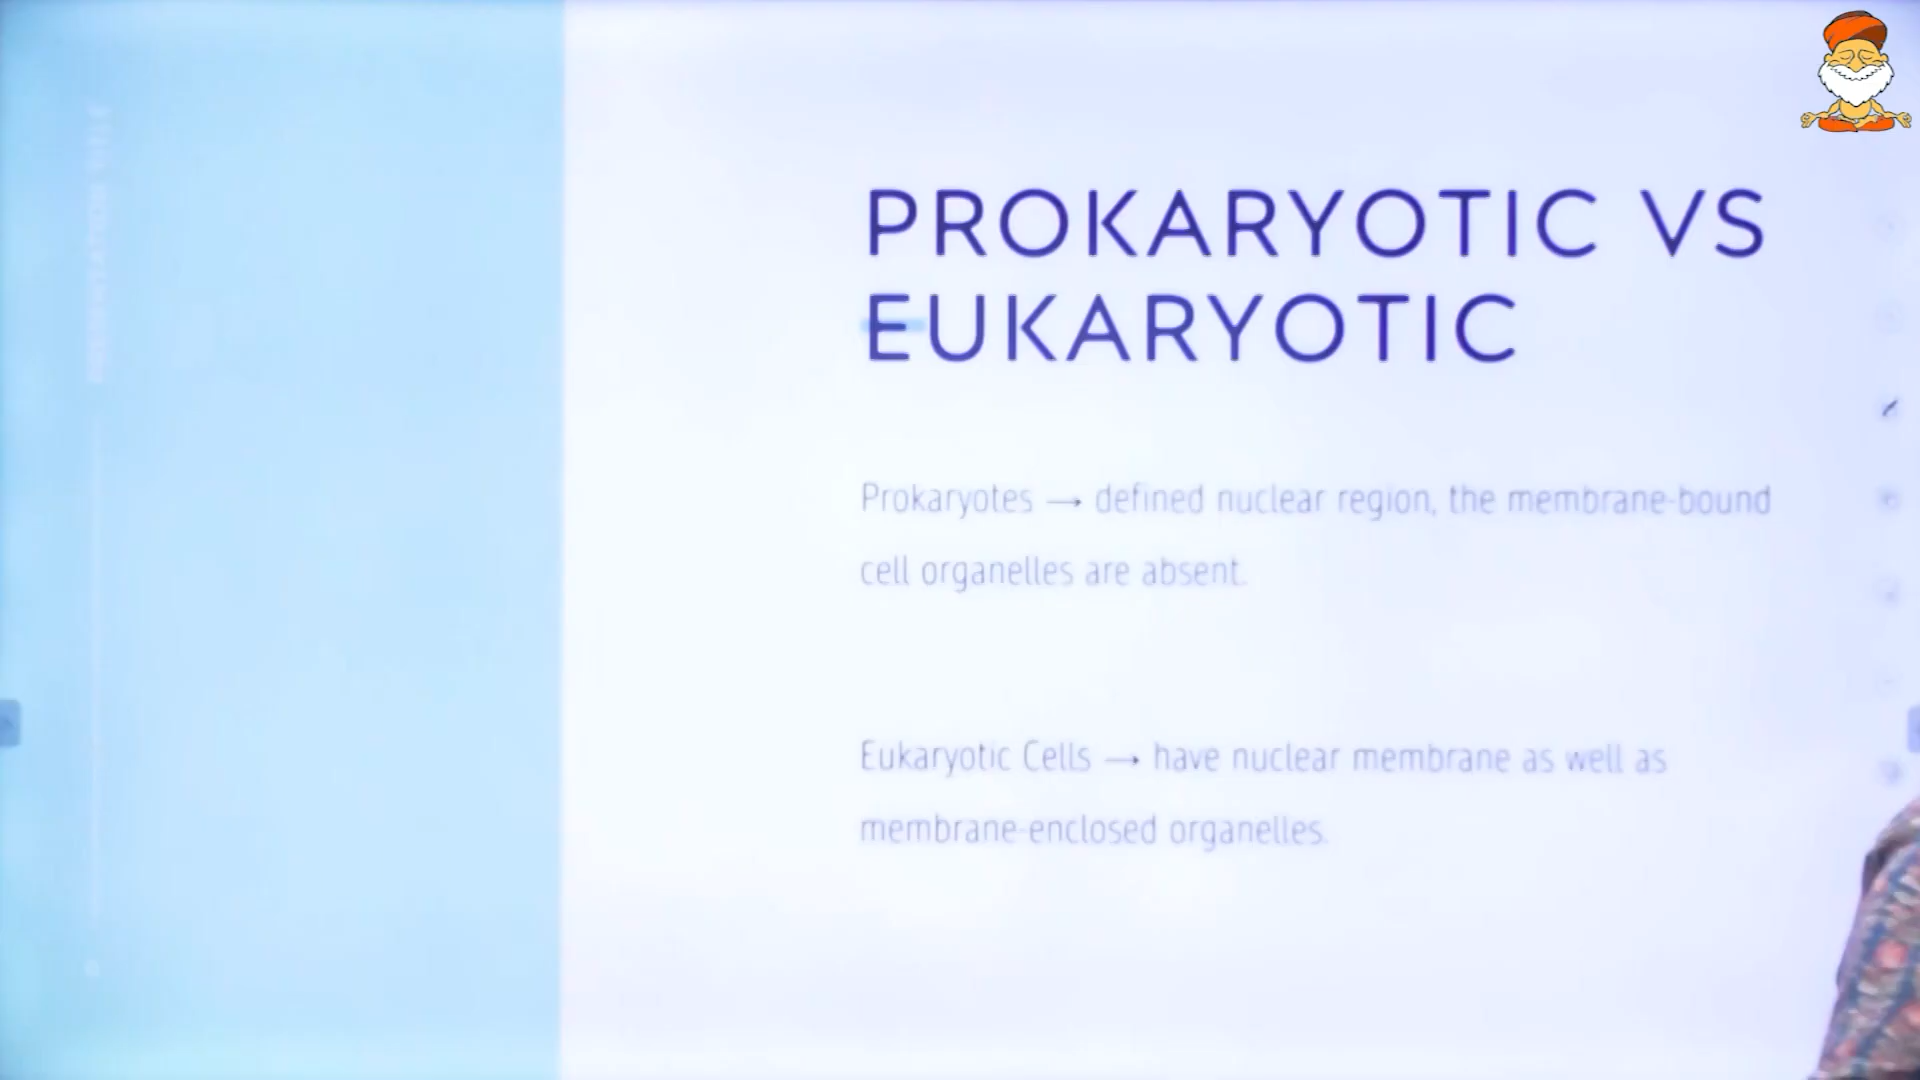 PROKARYOTIC VS
EUKARYOTIC
Prokaryotes → defined nuclear region, the membrane-bound
cell organelles are absent.
Eukaryotic Cells → have nuclear membrane as well as
membrane-enclosed organelles.